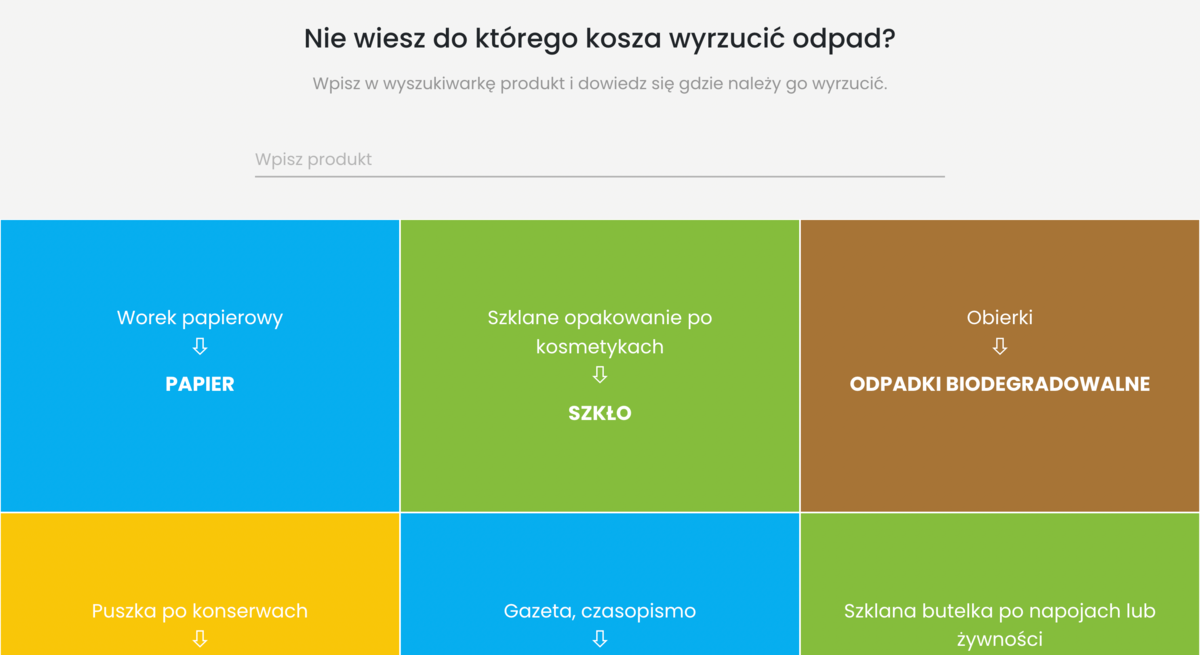 Nie wiesz do którego kosza wyrzucić odpad?
Wpisz w wyszukiwarkę produkt i dowiedz się gdzie należy go wyrzucić.
Wpisz produkt
Worek papierowy
⇩
PAPIER
Szklane opakowanie po
kosmetykach
⇩
SZKŁO
Obierki
⇩
ODPADKI BIODEGRADOWALNE
Puszka po konserwach
⇩
Gazeta, czasopismo
⇩
Szklana butelka po napojach lub
żywności